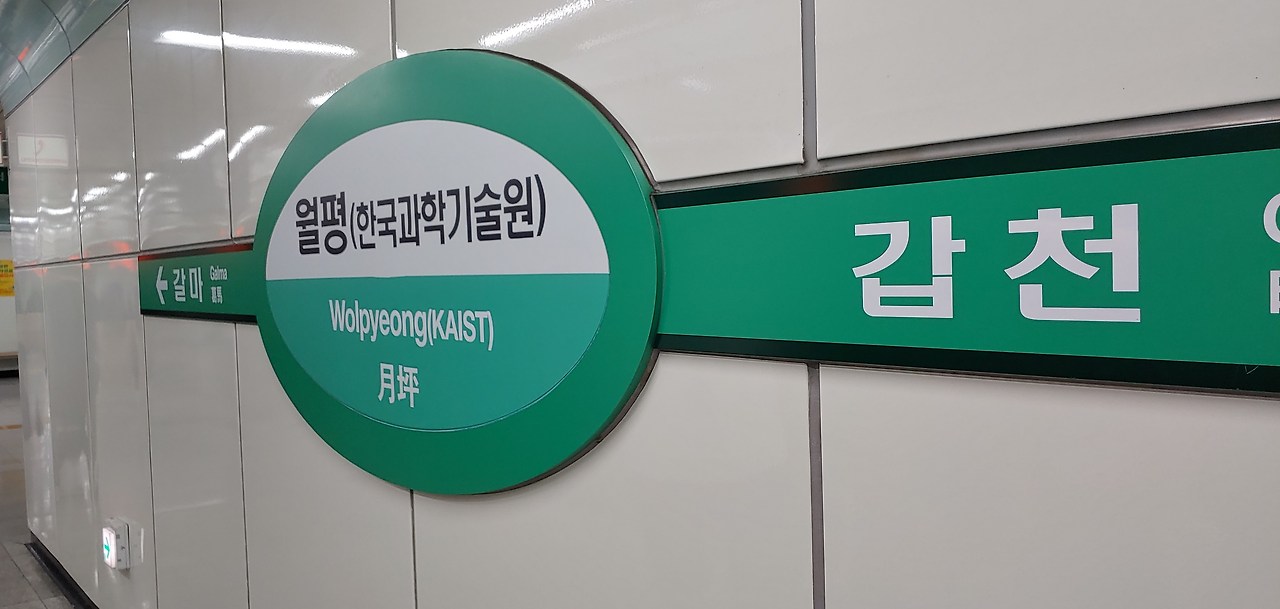 ← 갈마
Galma
葛馬
월평(한국과학기술원)
Wolpyeong(KAIST)
月坪
갑천